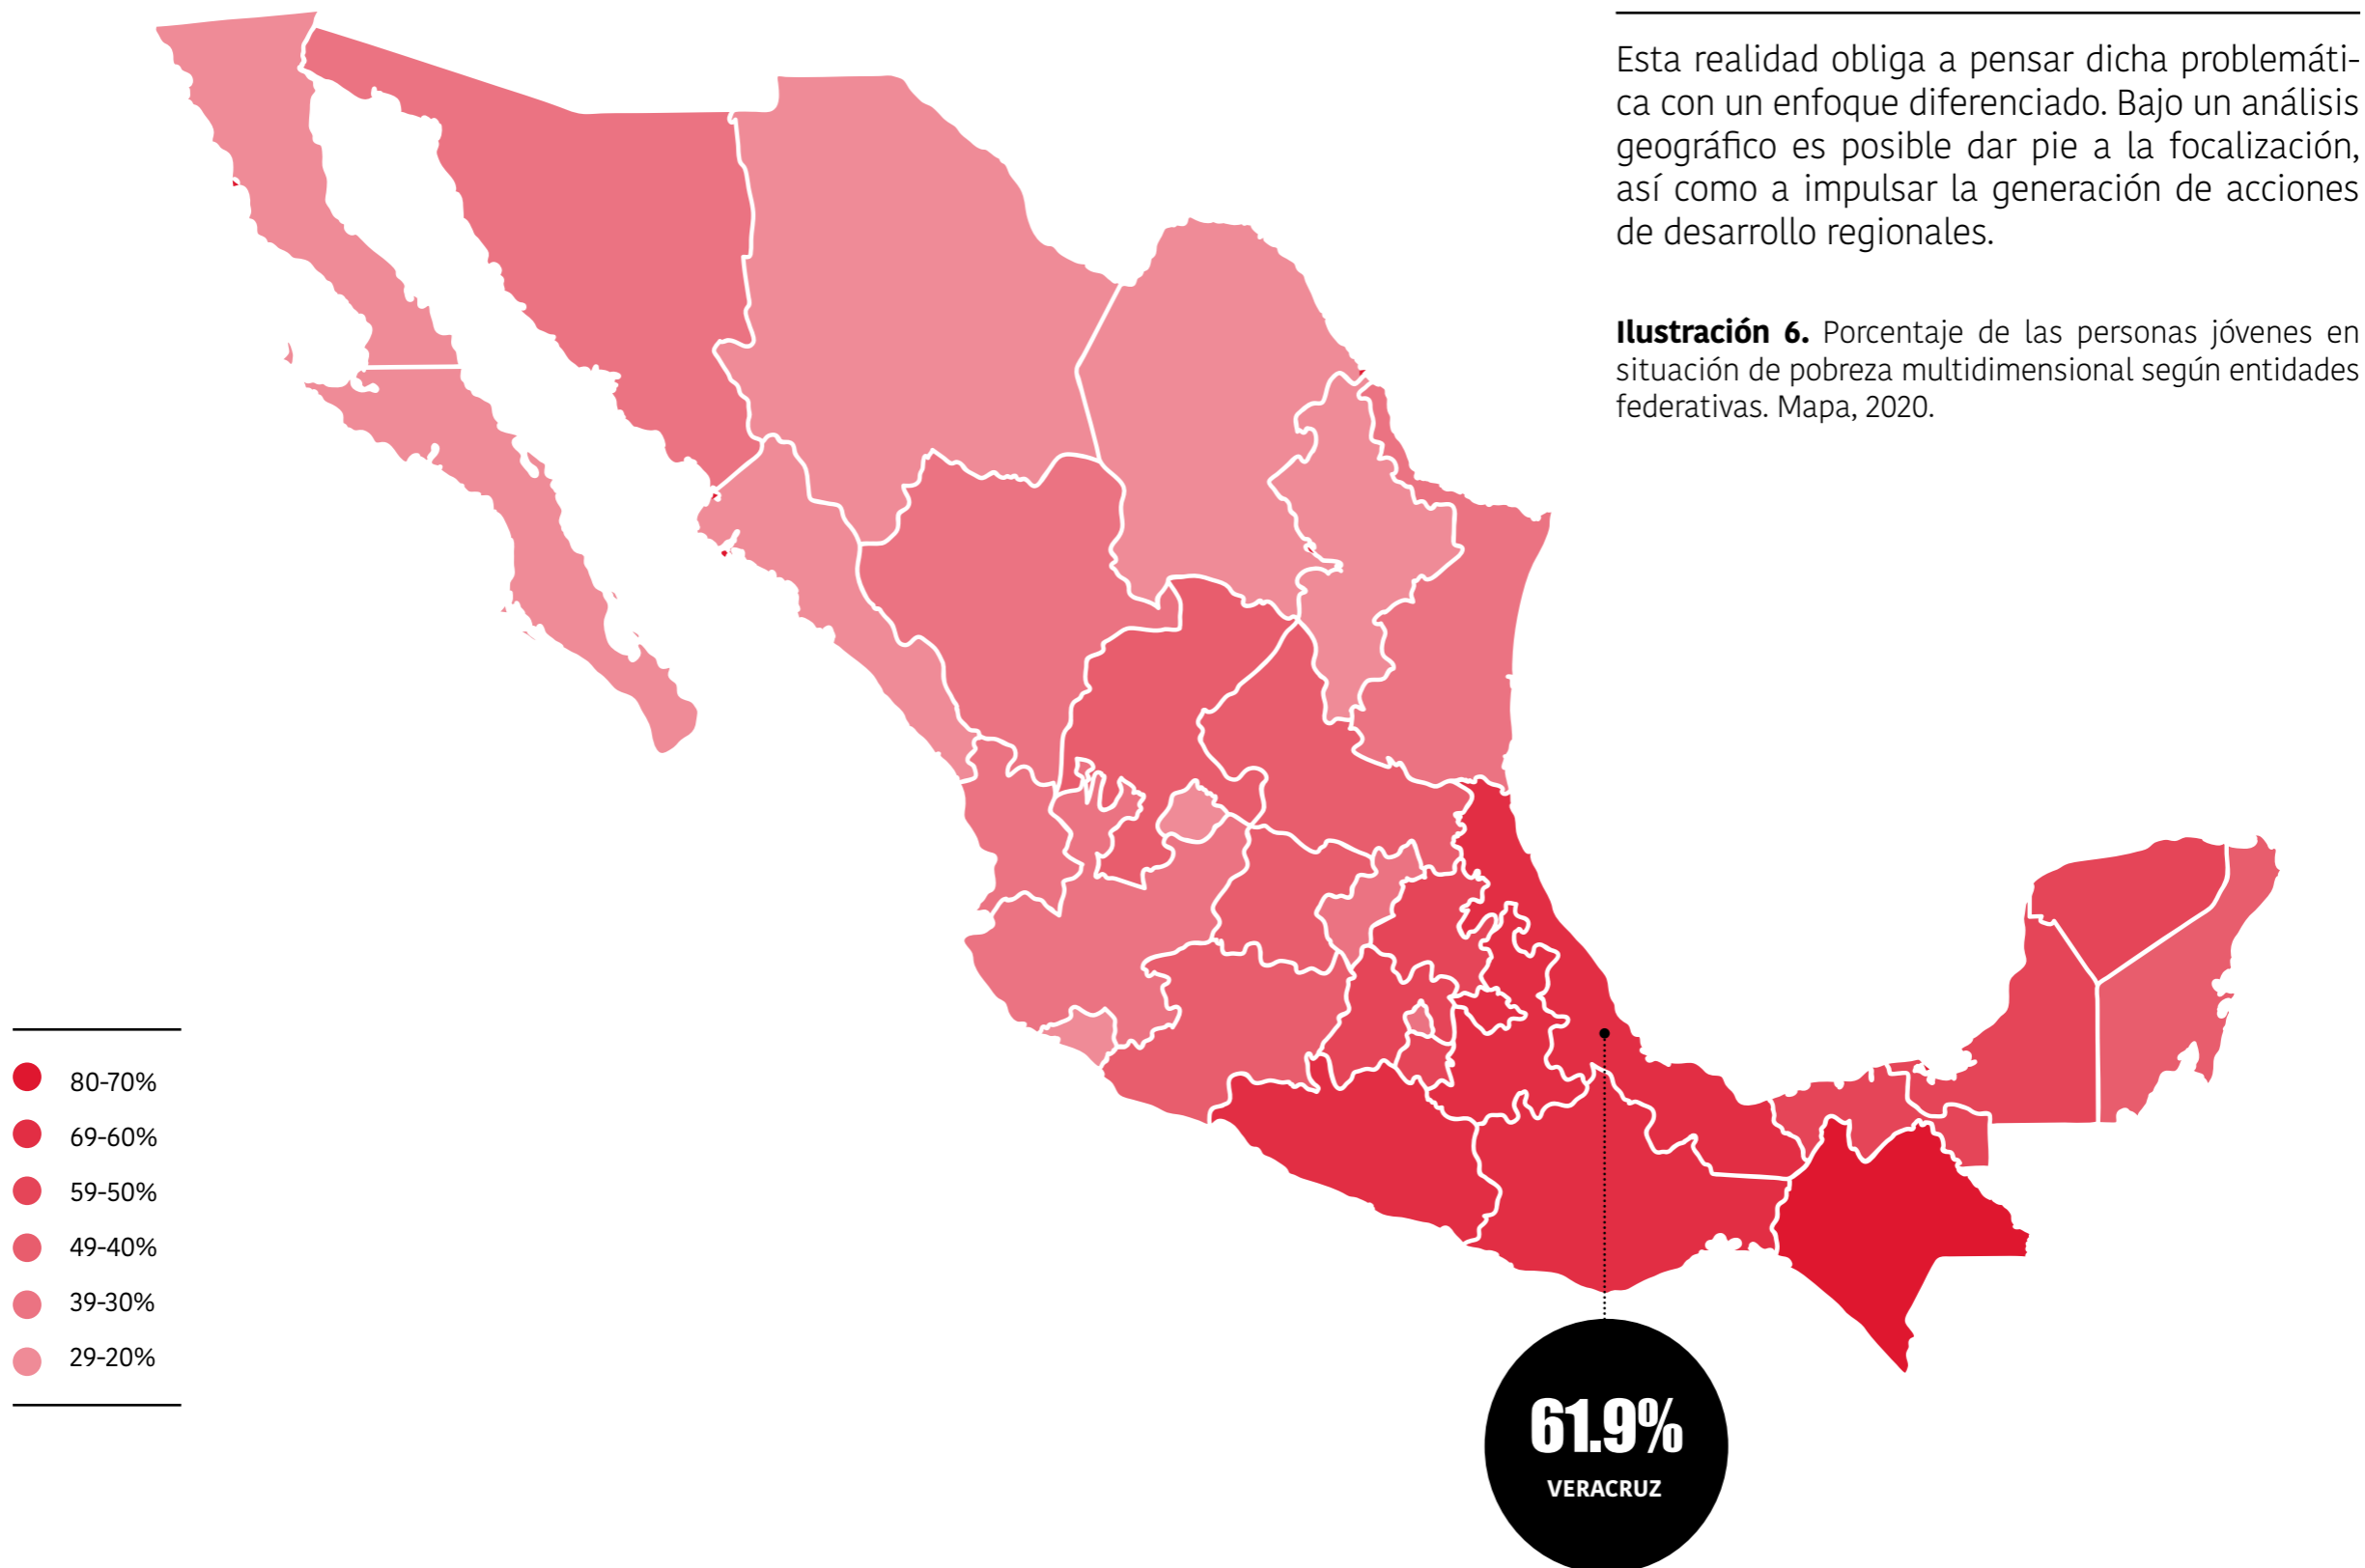 Esta realidad obliga a pensar dicha problemáti-
ca con un enfoque diferenciado. Bajo un análisis
geográfico es posible dar pie a la focalización,
así como a impulsar la generación de acciones
de desarrollo regionales.
Ilustración 6. Porcentaje de las personas jóvenes en
situación de pobreza multidimensional según entidades
federativas. Mapa, 2020.
80-70%
69-60%
59-50%
49-40%
39-30%
29-20%
61.9%
VERACRUZ